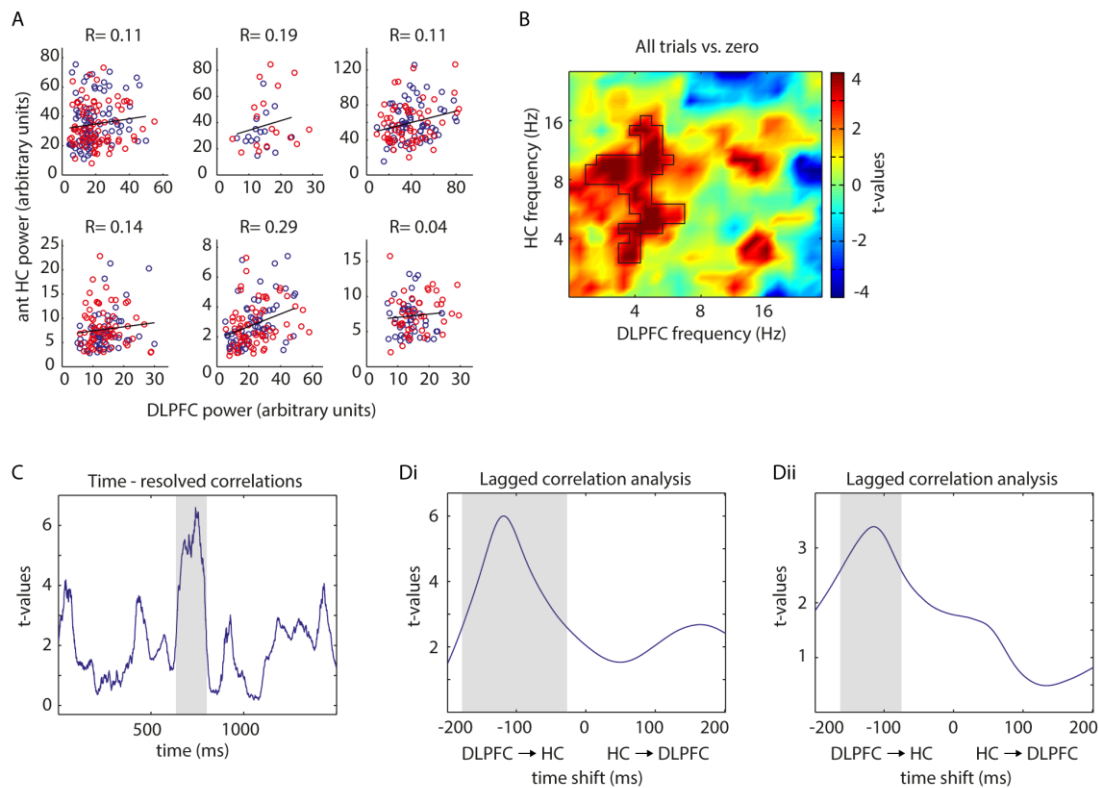 A
R= 0.11
R= 0.19
R= 0.11
80
60
40
20
0
0 20 40 60
80
60
40
20
0
0 10 20 30
120
80
40
0
0 20 40 60 80
R= 0.14
R= 0.29
R= 0.04
25
20
15
10
5
0
0 10 20 30
8
6
4
2
0
0 20 40 60
15
10
5
0
0 10 20 30
ant HC power (arbitrary units)
DLPFC power (arbitrary units)
B
All trials vs. zero
HC frequency (Hz)
16
8
4
4 8 16
DLPFC frequency (Hz)
4
2
0
-2
-4
t-values
C
Time - resolved correlations
t-values
6
4
2
0
500 1000
time (ms)
Di
Lagged correlation analysis
t-values
6
4
2
-200 -100 0 100 200
DLPFC → HC HC → DLPFC
time shift (ms)
Dii
Lagged correlation analysis
t-values
3
2
1
-200 -100 0 100 200
DLPFC → HC HC → DLPFC
time shift (ms)